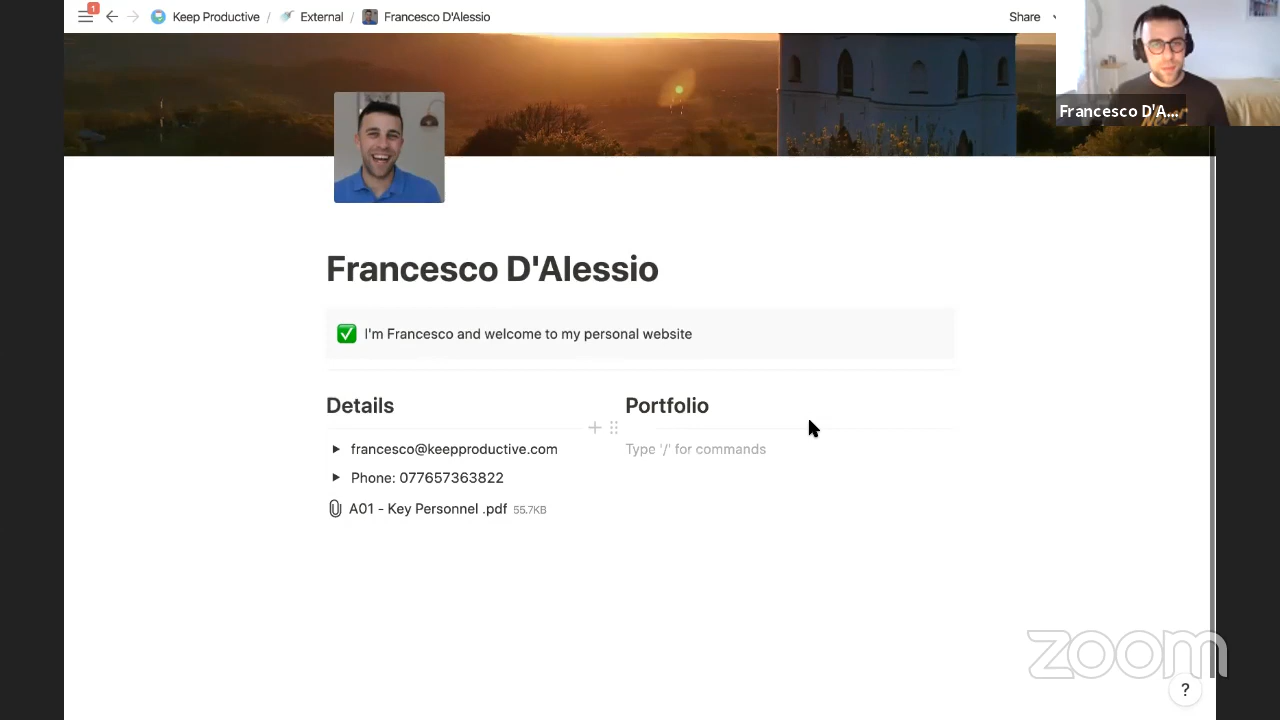 1
Keep Productive / External / Francesco D'Alessio
Share
Francesco D'A...
Francesco D'Alessio
I'm Francesco and welcome to my personal website
Details
Portfolio
francesco@keepproductive.com
Type '/' for commands
Phone: 077657363822
A01 - Key Personnel .pdf 55.7KB
zoom
?